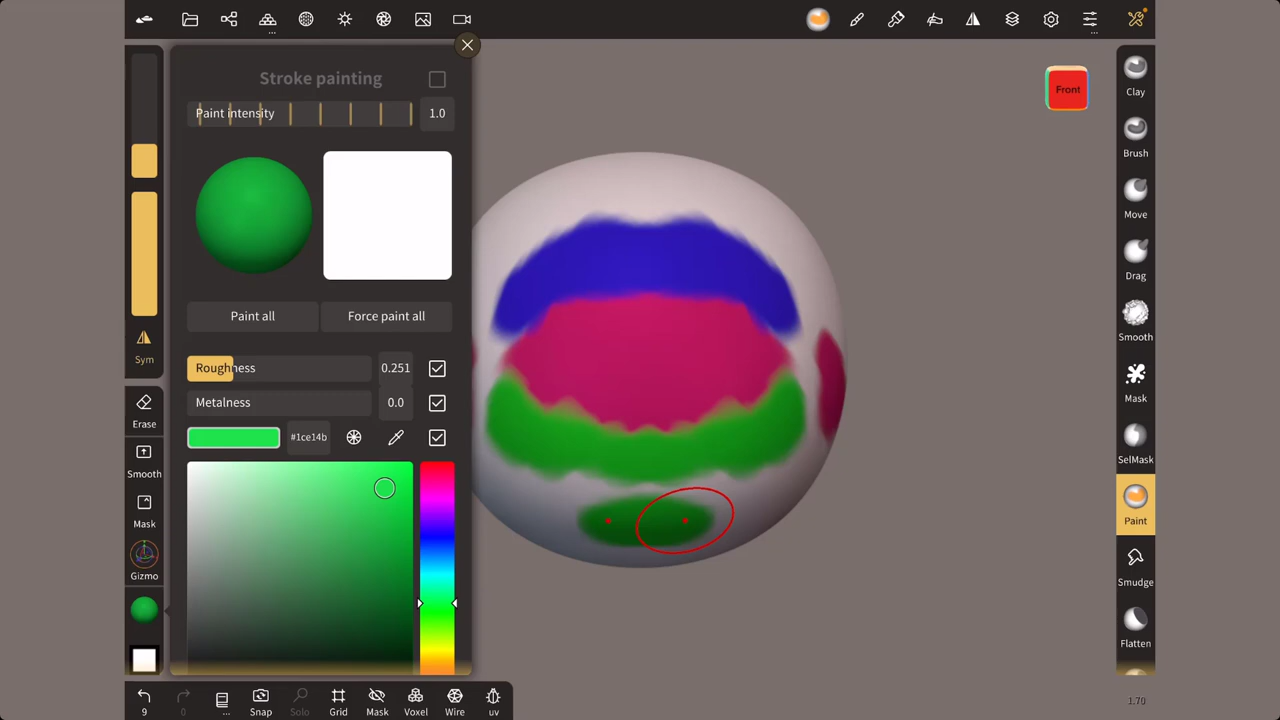 Stroke painting
Paint intensity 1.0
Paint all
Force paint all
Roughness 0.251
Metalness 0.0
#1ce14b
Sym
Erase
Smooth
Mask
Gizmo
9
0
...
Snap
Solo
Grid
Mask
Voxel
Wire
uv
Front
Clay
Brush
Move
Drag
Smooth
Mask
SelMask
Paint
Smudge
Flatten
1.70